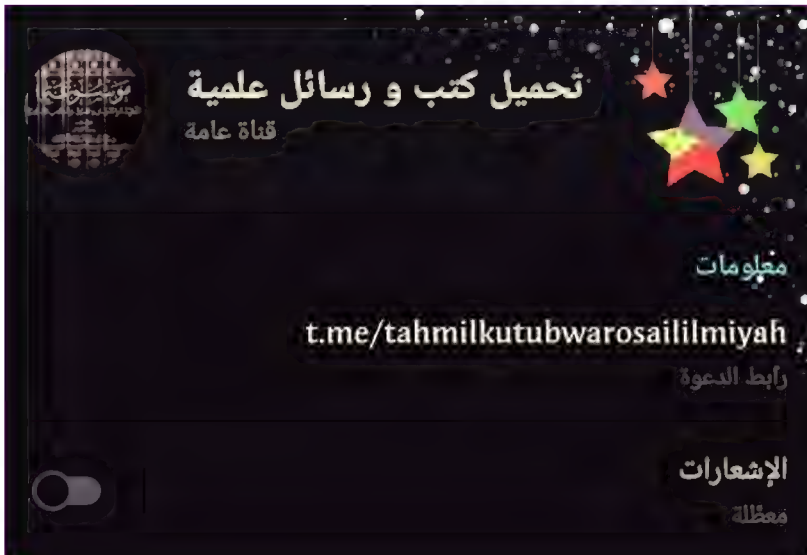 تحميل كتب و رسائل علمية
قناة عامة
معلومات
t.me/tahmilkutubwarosaililmiyah
رابط الدعوة
الإشعارات
معطلة